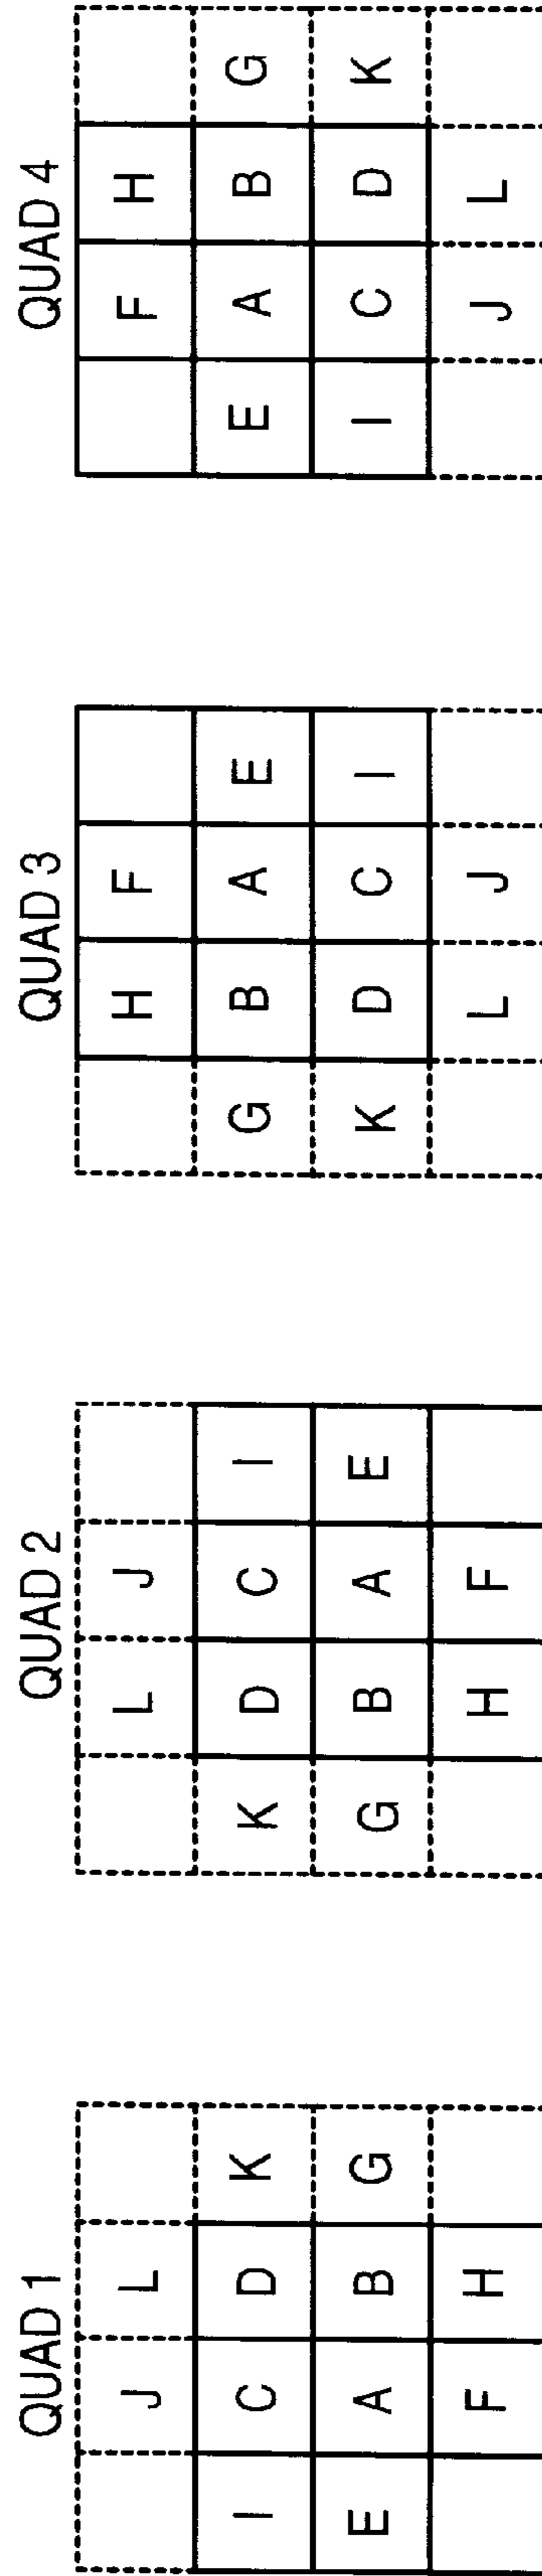 QUAD 1
J L
I C D K
E A B G
F H
QUAD 2
L J
K D C I
G B A E
H F
QUAD 3
H F
G B A E
K D C I
L J
QUAD 4
F H
E A B G
I C D K
J L